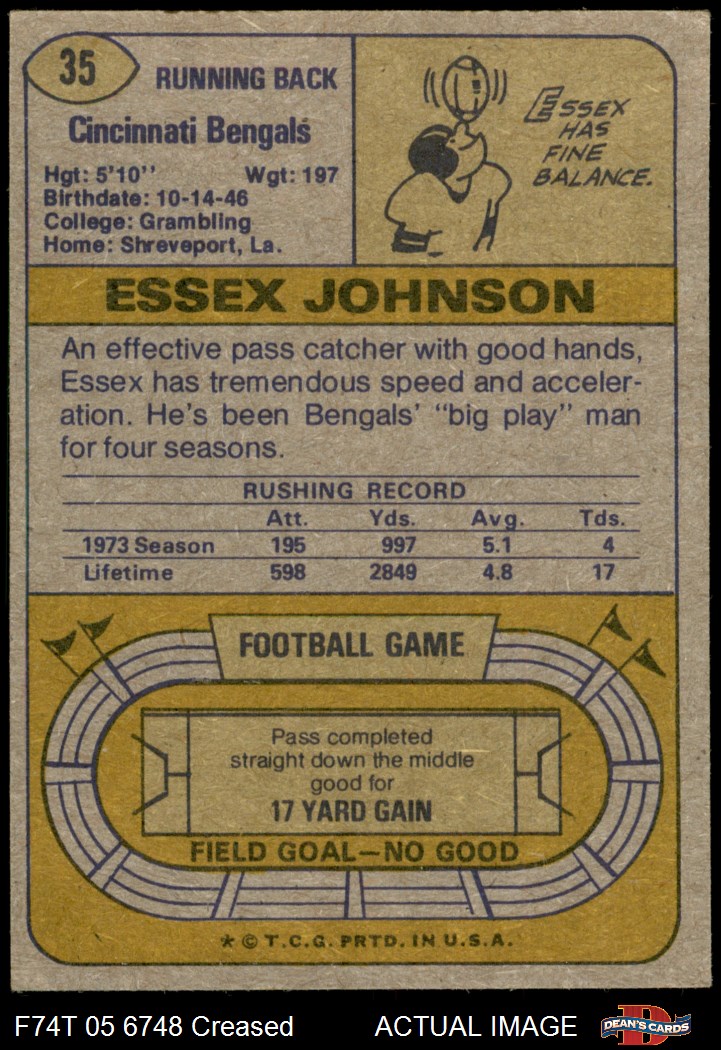 35
RUNNING BACK
Cincinnati Bengals
Hgt: 5'10'' Wgt: 197
Birthdate: 10-14-46
College: Grambling
Home: Shreveport, La.
ESSEX
HAS
FINE
BALANCE.
ESSEX JOHNSON
An effective pass catcher with good hands,
Essex has tremendous speed and acceler-
ation. He's been Bengals' "big play" man
for four seasons.
RUSHING RECORD
Att. Yds. Avg. Tds.
1973 Season 195 997 5.1 4
Lifetime 598 2849 4.8 17
FOOTBALL GAME
Pass completed
straight down the middle
good for
17 YARD GAIN
FIELD GOAL—NO GOOD
* © T.C.G. PRTD. IN U.S.A.
F74T 05 6748 Creased ACTUAL IMAGE
DEAN'S CARDS